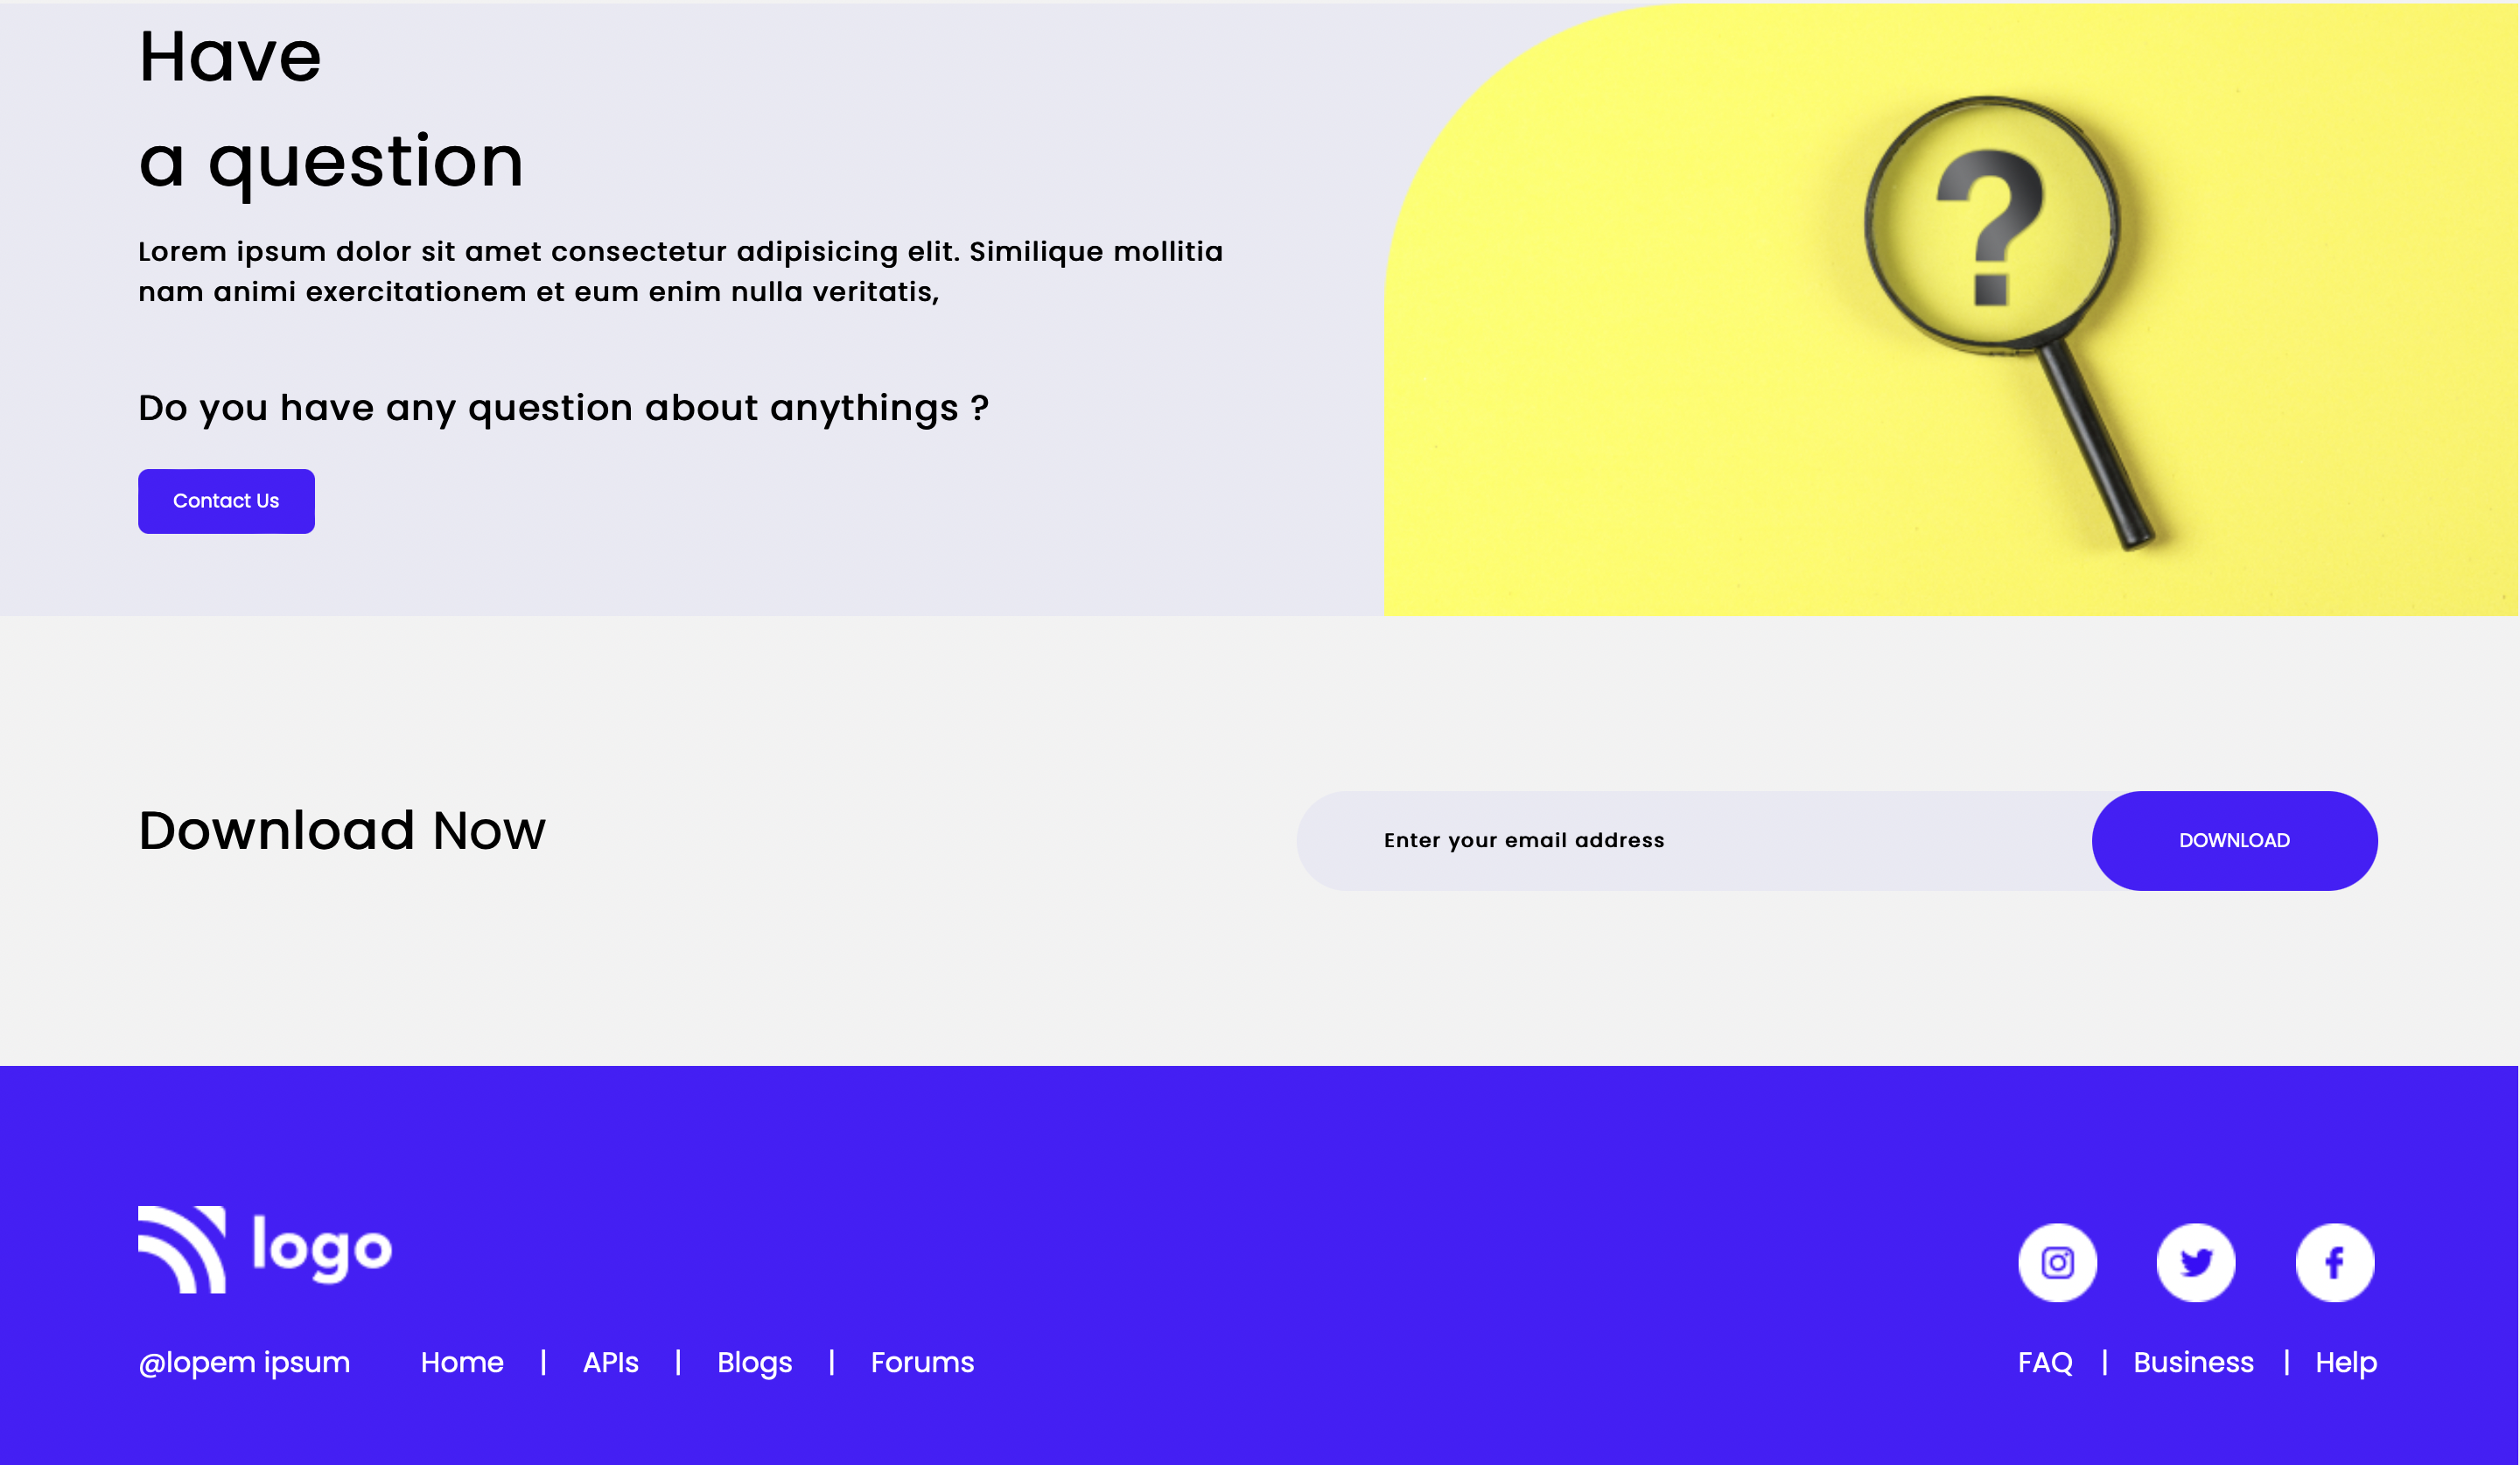 Have
a question
Lorem ipsum dolor sit amet consectetur adipisicing elit. Similique mollitia
nam animi exercitationem et eum enim nulla veritatis,
Do you have any question about anythings ?
Contact Us
?
Download Now
Enter your email address
DOWNLOAD
logo
@lopem ipsum Home | APIs | Blogs | Forums
FAQ | Business | Help